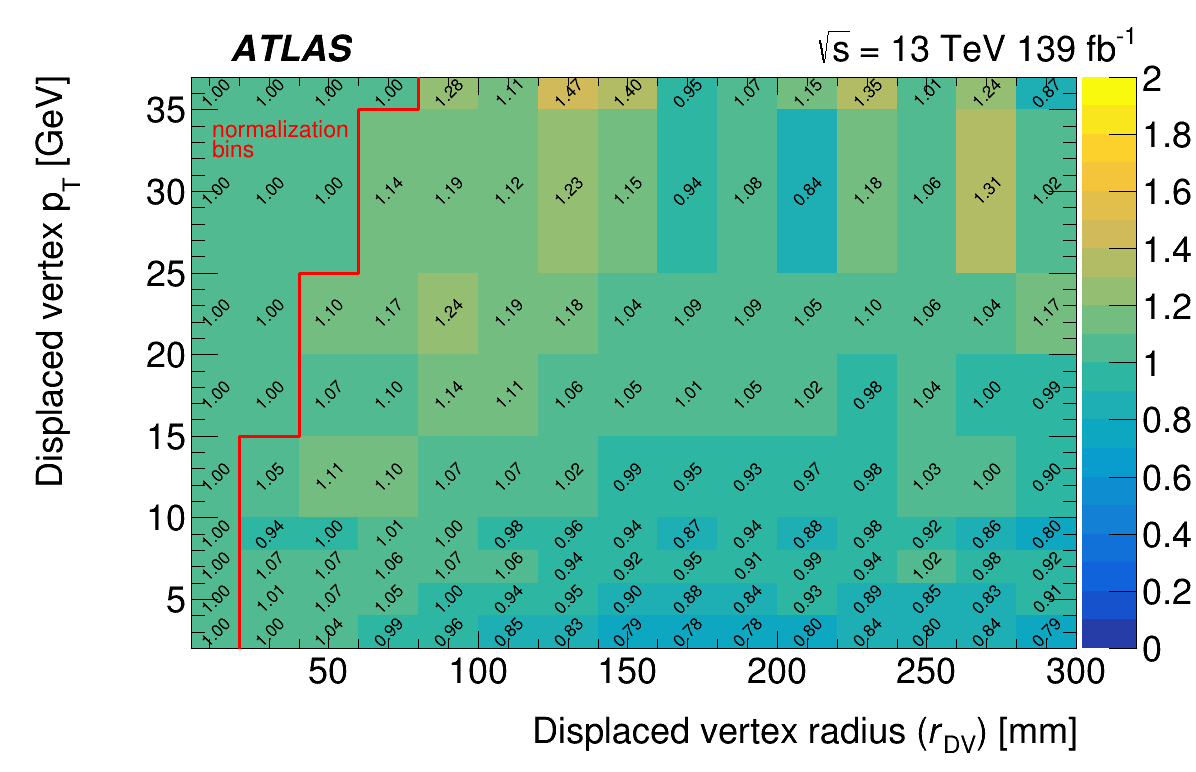 ATLAS √s = 13 TeV 139 fb-1
Displaced vertex pT [GeV]
normalization
bins
1.00 1.00 1.00 1.00 1.28 1.11 1.47 1.40 0.95 1.07 1.15 1.35 1.01 1.24 0.87
1.00 1.00 1.00 1.14 1.19 1.12 1.23 1.15 0.94 1.08 0.84 1.18 1.06 1.31 1.02
1.00 1.00 1.10 1.17 1.24 1.19 1.18 1.04 1.09 1.09 1.05 1.10 1.06 1.04 1.17
1.00 1.00 1.07 1.10 1.14 1.11 1.06 1.05 1.01 1.05 1.02 0.98 1.04 1.00 0.99
1.00 1.05 1.11 1.10 1.07 1.07 1.02 0.99 0.95 0.93 0.97 0.98 1.03 1.00 0.90
1.00 0.94 1.00 1.01 1.00 0.98 0.96 0.94 0.87 0.94 0.88 0.98 0.92 0.86 0.80
1.00 1.07 1.07 1.06 1.07 1.06 0.94 0.92 0.95 0.91 0.99 0.94 1.02 0.98 0.92
1.00 1.01 1.07 1.05 1.00 0.94 0.95 0.90 0.88 0.84 0.93 0.89 0.85 0.83 0.91
1.00 1.00 1.04 0.99 0.96 0.85 0.83 0.79 0.78 0.78 0.80 0.84 0.80 0.84 0.79
35
30
25
20
15
10
5
50 100 150 200 250 300
Displaced vertex radius (rDV) [mm]
2
1.8
1.6
1.4
1.2
1
0.8
0.6
0.4
0.2
0